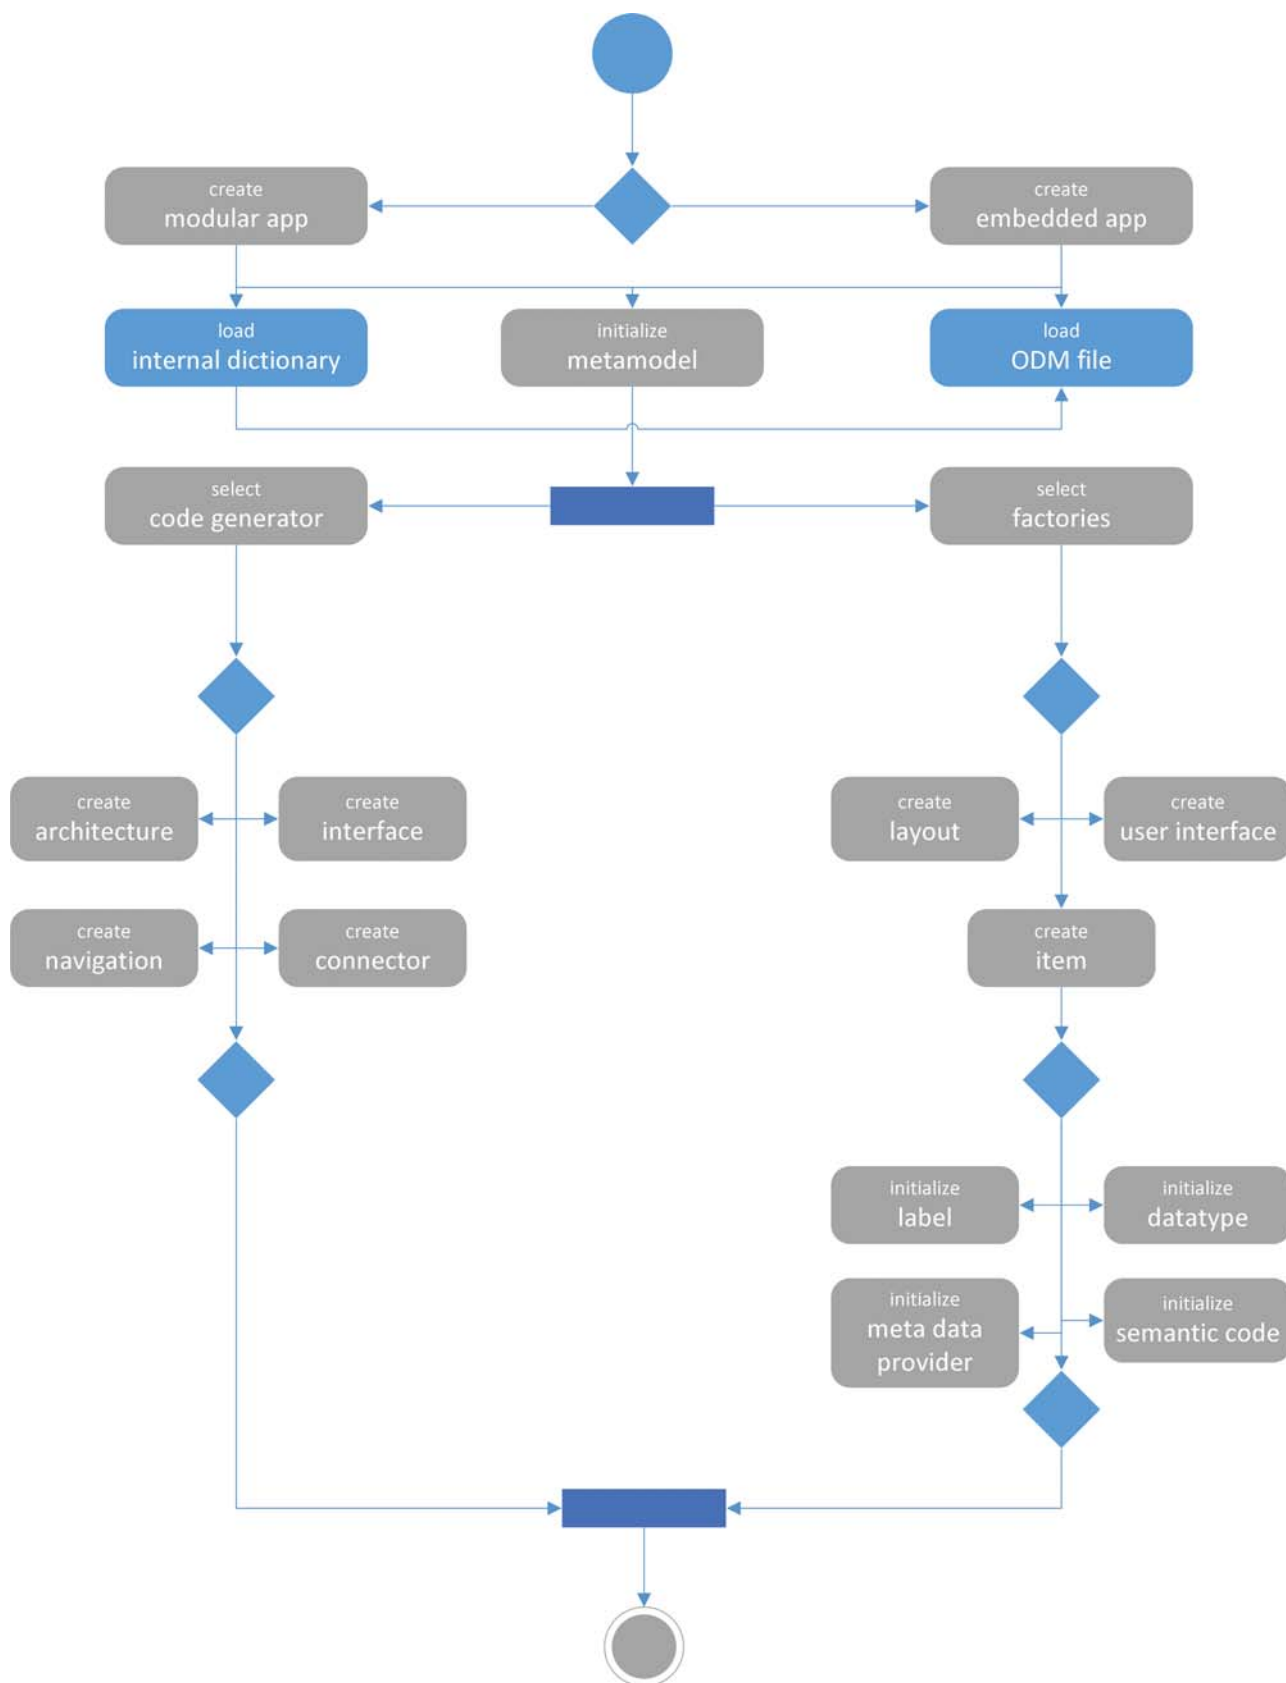 create
modular app
create
embedded app
load
internal dictionary
initialize
metamodel
load
ODM file
select
code generator
select
factories
create
architecture
create
interface
create
layout
create
user interface
create
navigation
create
connector
create
item
initialize
label
initialize
datatype
initialize
meta data
provider
initialize
semantic code